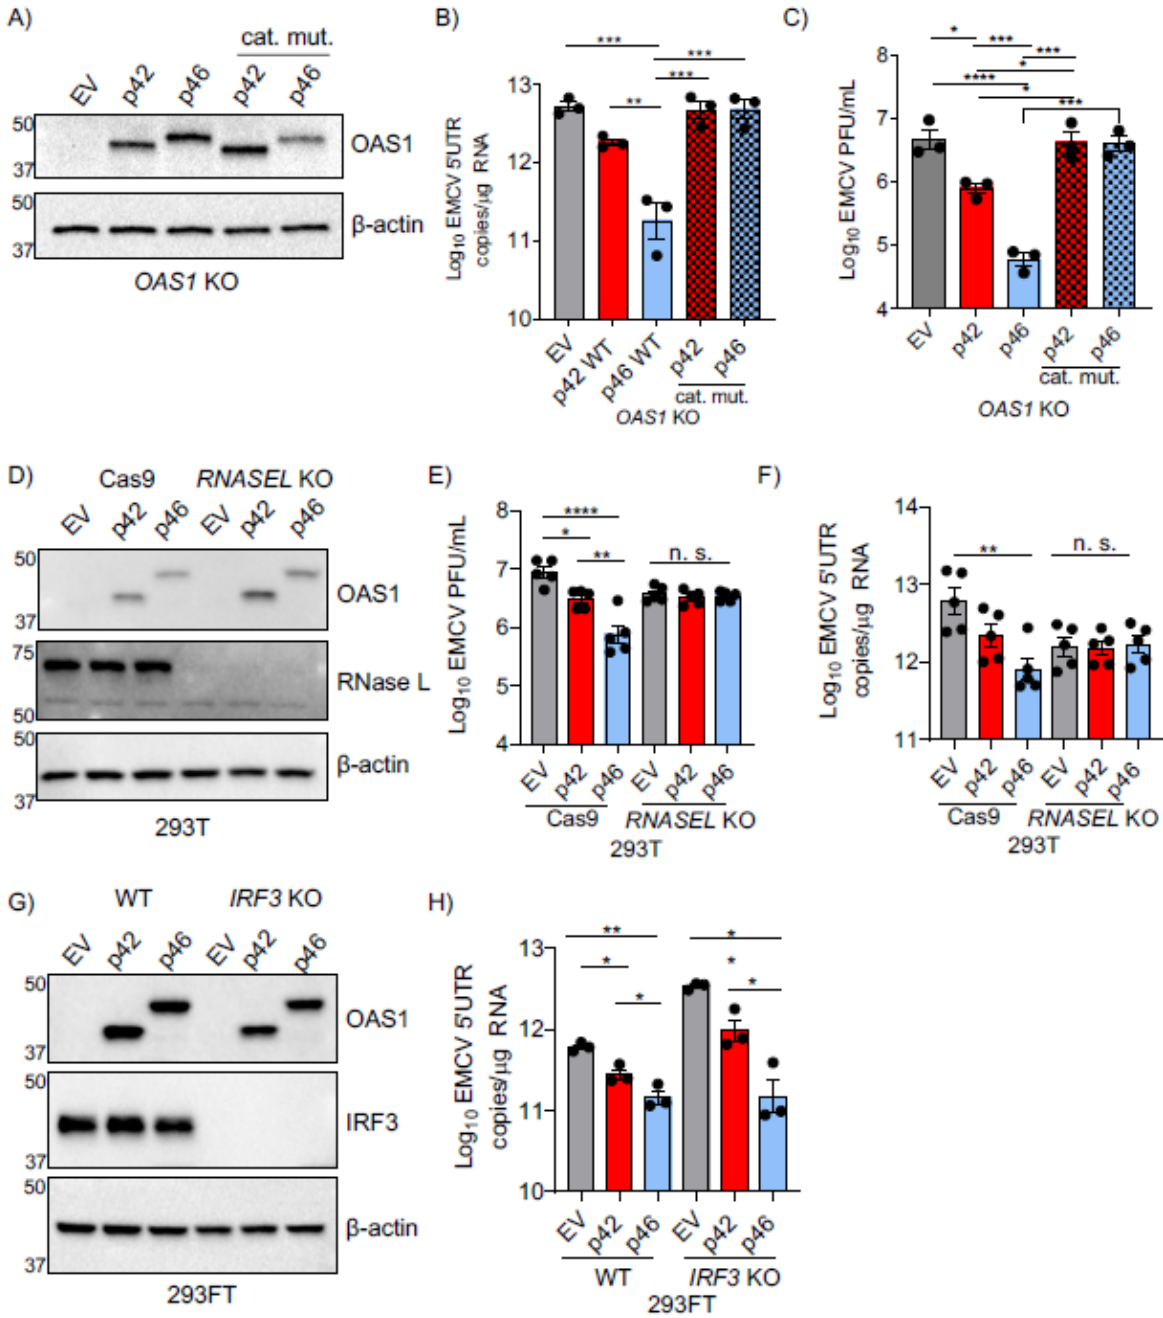 A)
cat. mut.
EV p42 p46 p42 p46
50
37
OAS1
50
37
β-actin
OAS1 KO
B)
Log10 EMCV 5'UTR
copies/μg RNA
13
12
11
10
***
***
***
**
EV p42 WT p46 WT p42 p46
cat. mut.
OAS1 KO
C)
Log10 EMCV PFU/mL
8
7
6
5
4
* ***
***
*
****
*
***
EV p42 p46 p42 p46
cat. mut.
OAS1 KO
D)
Cas9 RNASEL KO
EV p42 p46 EV p42 p46
50
37
OAS1
75
50
RNase L
50
37
β-actin
293T
E)
Log10 EMCV PFU/mL
8
7
6
5
4
****
*
**
n. s.
EV p42 p46 EV p42 p46
Cas9 RNASEL KO
293T
F)
Log10 EMCV 5'UTR
copies/μg RNA
14
13
12
11
**
n. s.
EV p42 p46 EV p42 p46
Cas9 RNASEL KO
293T
G)
WT IRF3 KO
EV p42 p46 EV p42 p46
50
37
OAS1
50
37
IRF3
50
37
β-actin
293FT
H)
Log10 EMCV 5'UTR
copies/μg RNA
13
12
11
10
**
*
*
*
*
*
EV p42 p46 EV p42 p46
WT IRF3 KO
293FT